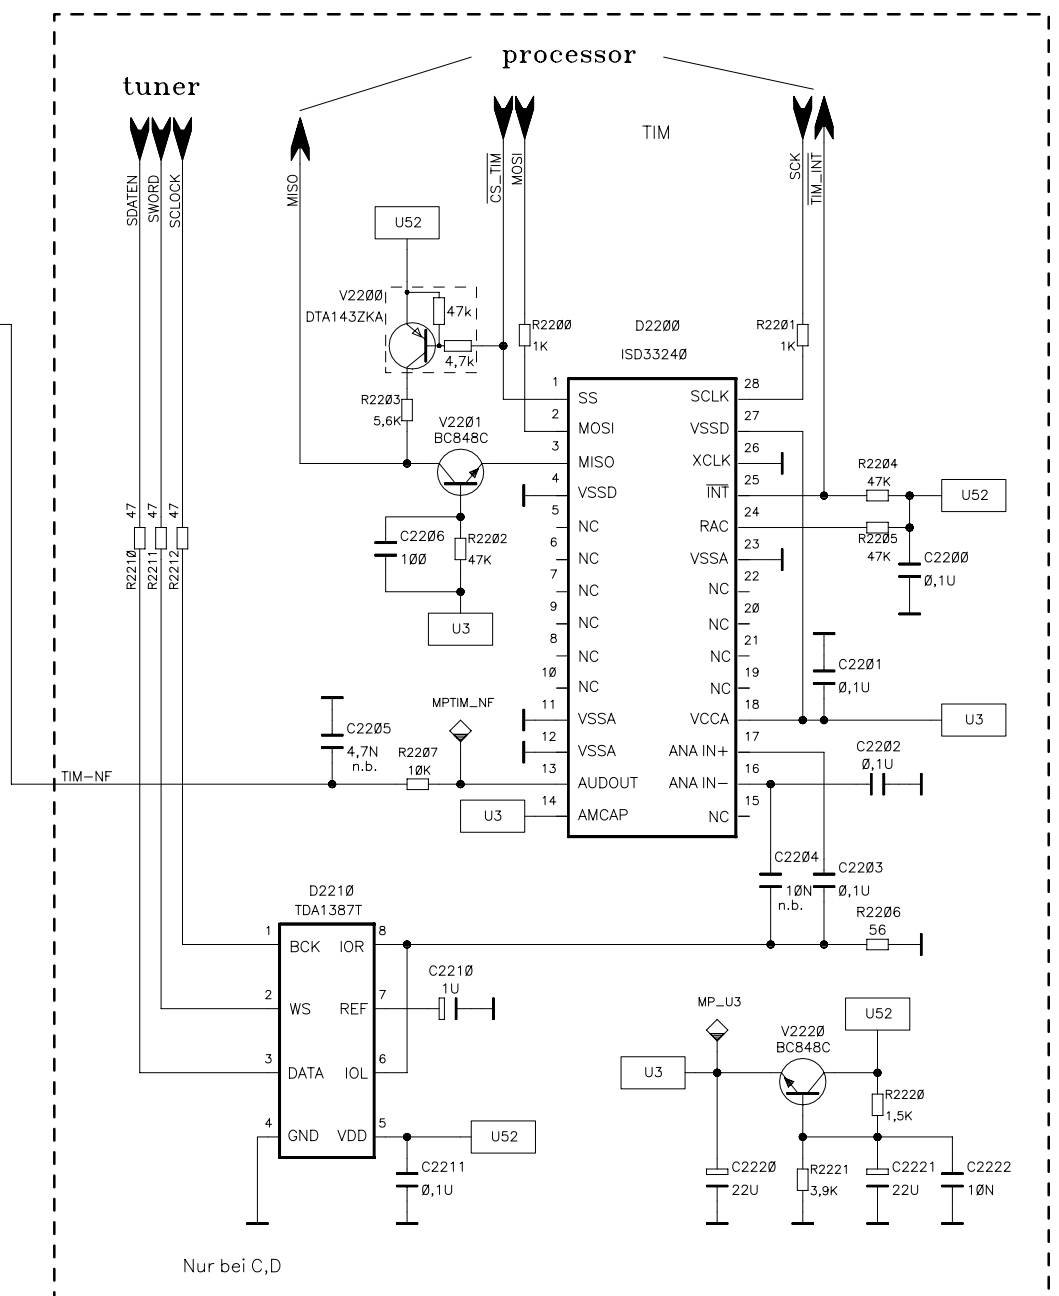 processor
tuner
TIM
SDATEN
SWORD
SCLOCK
MISO
CS_TIM
MOSI
SCK
TIM_INT
U52
V2200
DTA143ZKA
47k
4,7k
R2203
5,6K
R2200
1K
D2200
ISD33240
R2201
1K
V2201
BC848C
1 SS
2 MOSI
3 MISO
4 VSSD
5 NC
6 NC
7 NC
9 NC
8 NC
10 NC
11 VSSA
12 VSSA
13 AUDOUT
14 AMCAP
28 SCLK
27 VSSD
26 XCLK
25 INT
24 RAC
23 VSSA
22 NC
20 NC
21 NC
19 NC
18 VCCA
17 ANA IN+
16 ANA IN-
15 NC
R2204
47K
U52
R2205
47K
C2200
0,1U
C2206
100
R2202
47K
U3
R2210 47
R2211 47
R2212 47
C2201
0,1U
U3
C2202
0,1U
MPTIM_NF
C2205
4,7N
n.b.
R2207
10K
TIM-NF
U3
C2204
10N
n.b.
C2203
0,1U
R2206
56
D2210
TDA1387T
1 BCK IOR 8
2 WS REF 7
3 DATA IOL 6
4 GND VDD 5
C2210
1U
U52
C2211
0,1U
MP_U3
U3
V2220
BC848C
U52
R2220
1,5K
C2220
22U
R2221
3,9K
C2221
22U
C2222
10N
Nur bei C,D